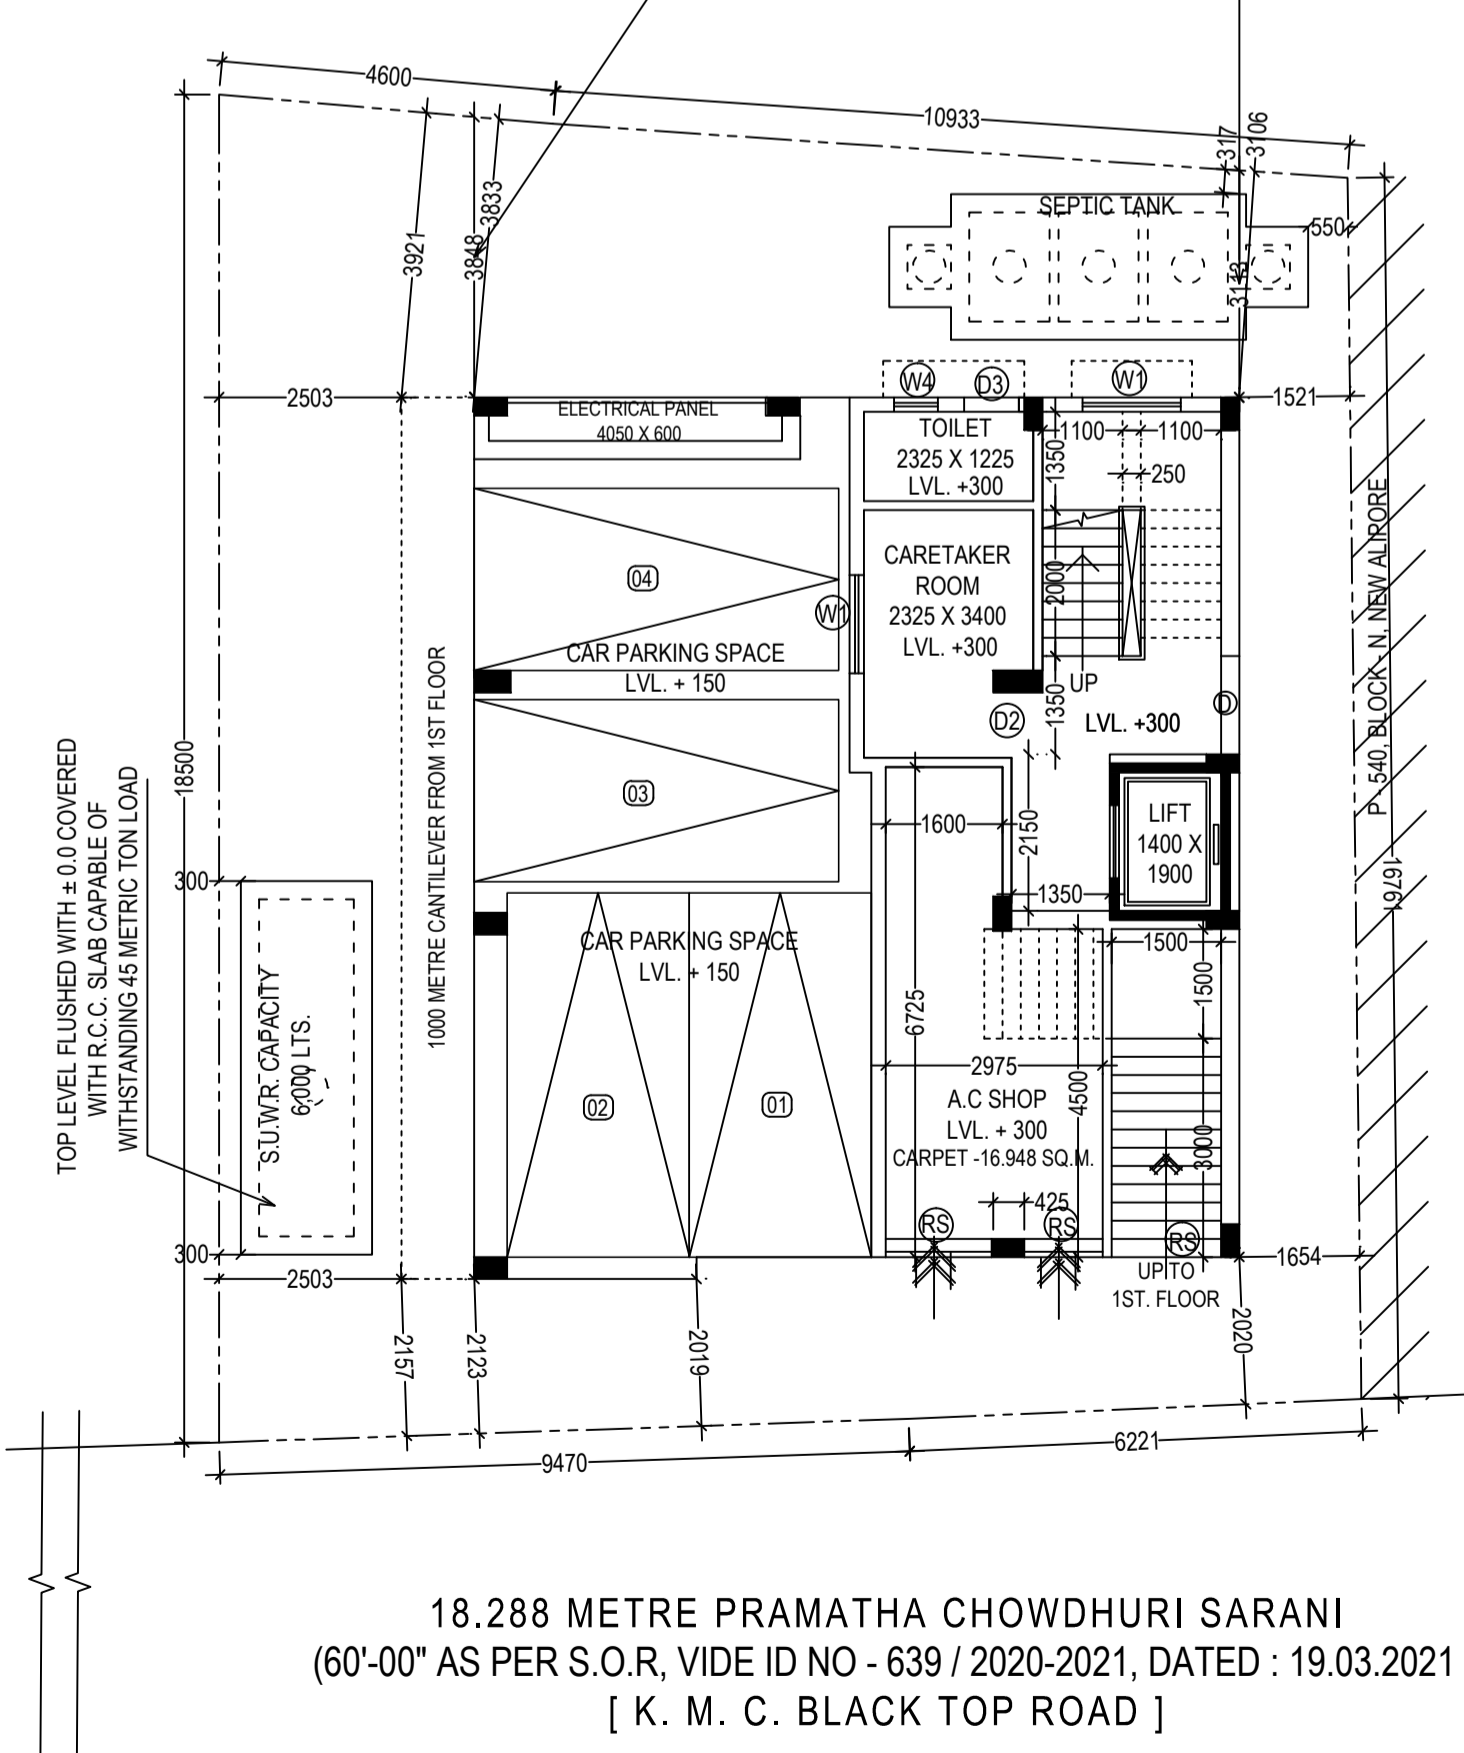 4600
10933
317
3106
3921
3848
3833
SEPTIC TANK
550
3113
2503
1521
W4
D3
W1
ELECTRICAL PANEL
4050 X 600
TOILET
2325 X 1225
LVL. +300
1100
1100
1350
250
04
CARETAKER
ROOM
2325 X 3400
LVL. +300
2000
W1
CAR PARKING SPACE
LVL. + 150
UP
1350
D2
LVL. +300
D
P - 540, BLOCK - N. NEW ALIPORE
18500
TOP LEVEL FLUSHED WITH ± 0.0 COVERED
WITH R.C.C. SLAB CAPABLE OF
WITHSTANDING 45 METRIC TON LOAD
1000 METRE CANTILEVER FROM 1ST FLOOR
03
1600
2150
LIFT
1400 X
1900
300
1350
16761
CAR PARKING SPACE
LVL. + 150
1500
1500
S.U.W.R. CAPACITY
6,000 LTS.
6725
2975
4500
02
01
A.C SHOP
LVL. + 300
CARPET -16.948 SQ.M.
3000
425
RS
RS
RS
300
2503
1654
UP TO
1ST. FLOOR
2157
2123
2019
2020
9470
6221
18.288 METRE PRAMATHA CHOWDHURI SARANI
(60'-00" AS PER S.O.R, VIDE ID NO - 639 / 2020-2021, DATED : 19.03.2021
[ K. M. C. BLACK TOP ROAD ]